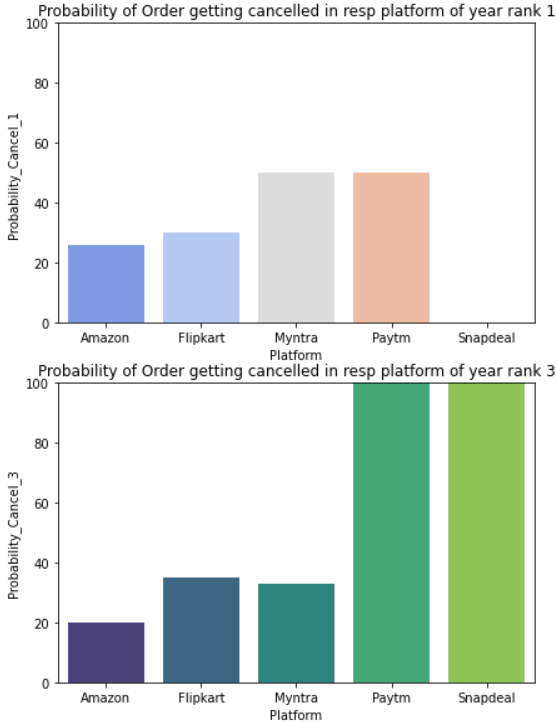 Probability of Order getting cancelled in resp platform of year rank 1
100
80
60
40
20
0
Probability_Cancel_1
Amazon Flipkart Myntra Paytm Snapdeal
Platform
Probability of Order getting cancelled in resp platform of year rank 3
100
80
60
40
20
0
Probability_Cancel_3
Amazon Flipkart Myntra Paytm Snapdeal
Platform